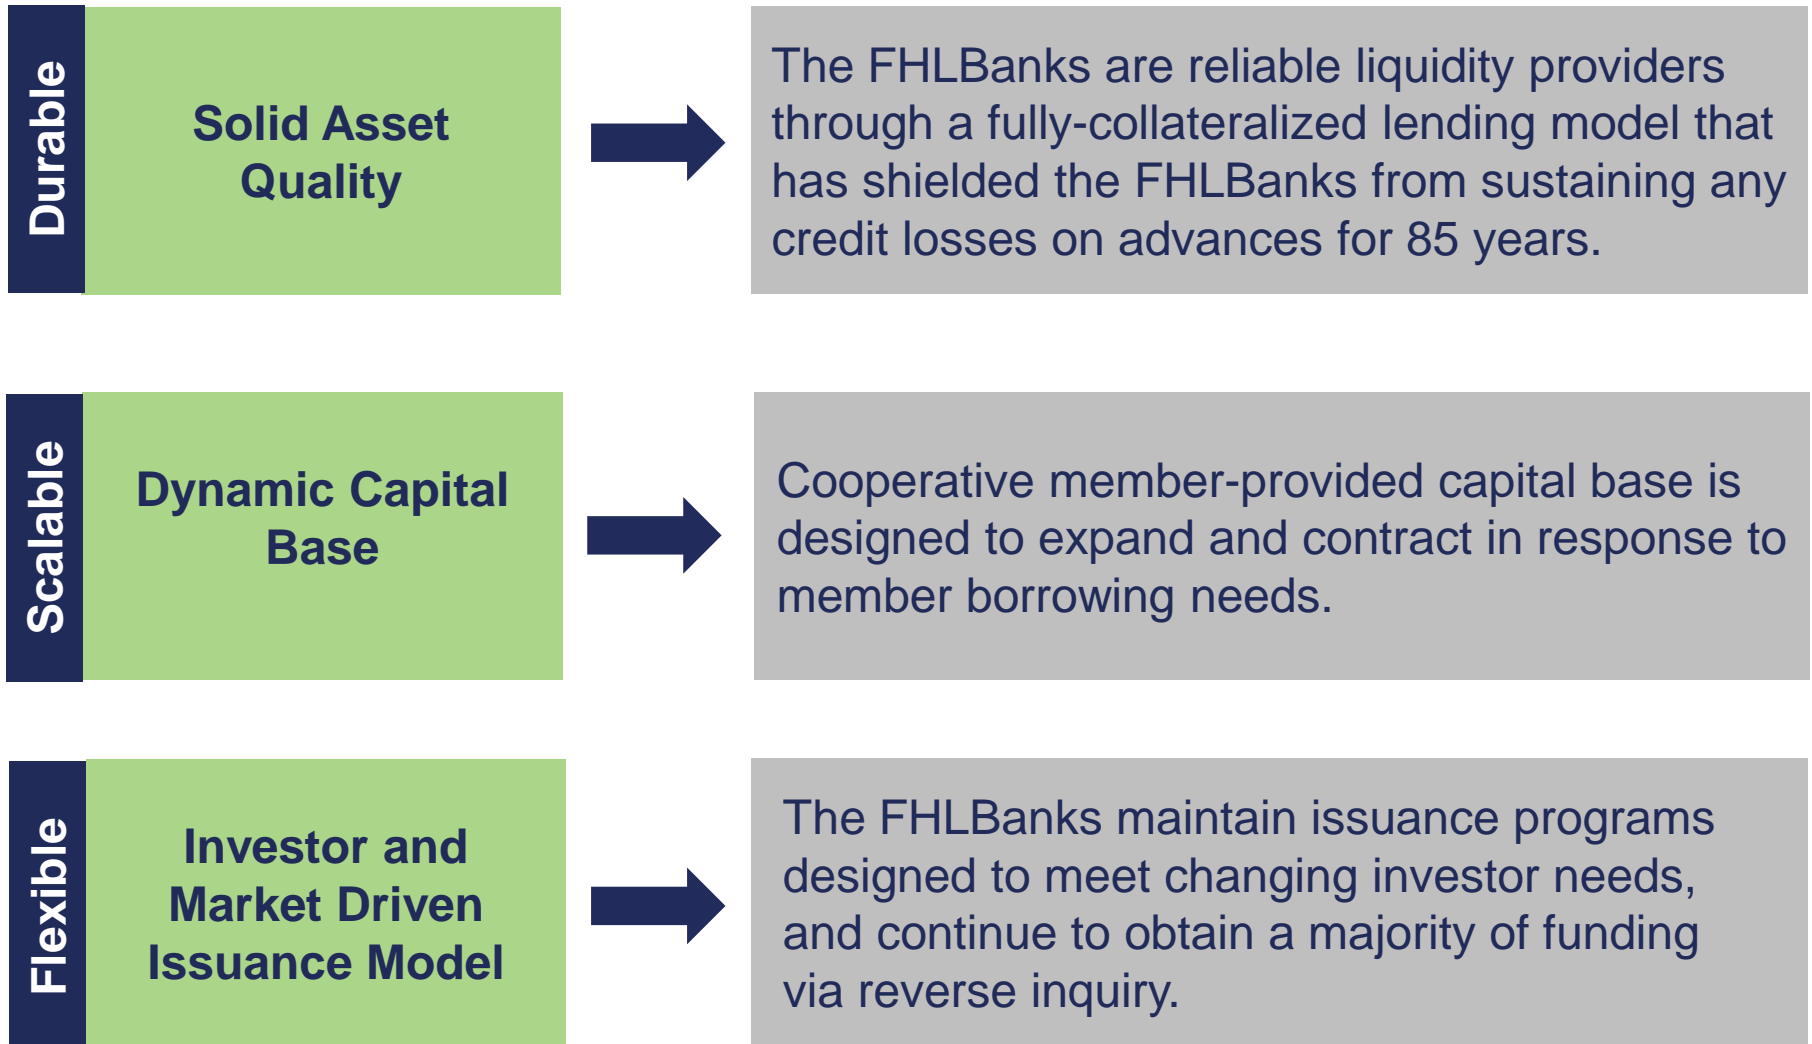 Durable
Solid Asset
Quality
The FHLBanks are reliable liquidity providers
through a fully-collateralized lending model that
has shielded the FHLBanks from sustaining any
credit losses on advances for 85 years.
Scalable
Dynamic Capital
Base
Cooperative member-provided capital base is
designed to expand and contract in response to
member borrowing needs.
Flexible
Investor and
Market Driven
Issuance Model
The FHLBanks maintain issuance programs
designed to meet changing investor needs,
and continue to obtain a majority of funding
via reverse inquiry.